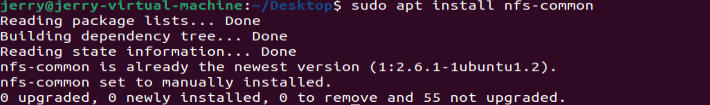 jerry@jerry-virtual-machine:~/Desktop$ sudo apt install nfs-common
Reading package lists... Done
Building dependency tree... Done
Reading state information... Done
nfs-common is already the newest version (1:2.6.1-1ubuntu1.2).
nfs-common set to manually installed.
0 upgraded, 0 newly installed, 0 to remove and 55 not upgraded.